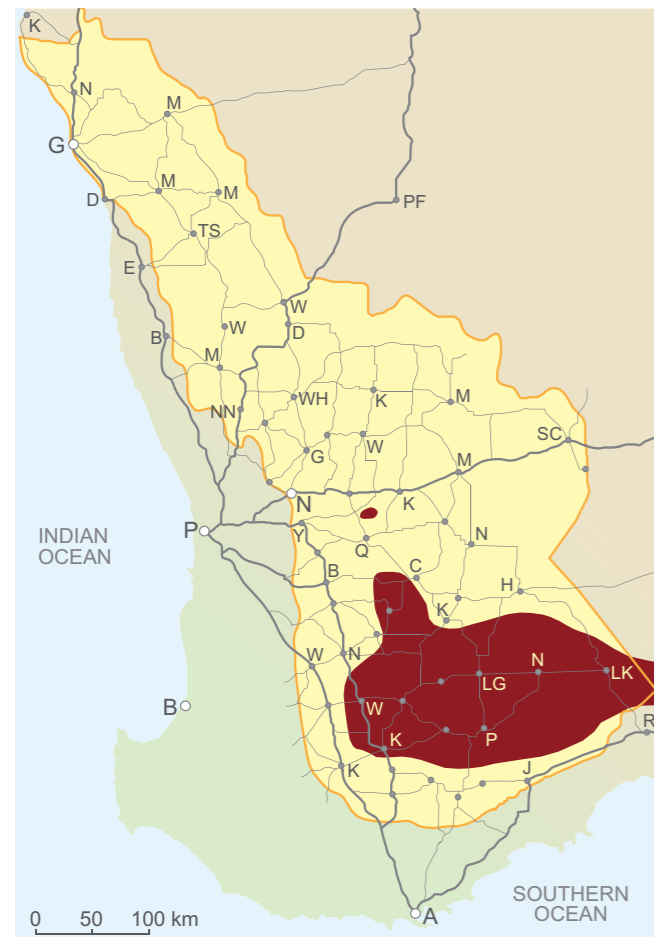 K
N
M
G
M
M
D
PF
TS
E
W
D
B
W
M
WH
K
M
NN
SC
G
W
M
N
K
P
Y
INDIAN
OCEAN
Q
N
B
C
H
K
W
N
N
LG
LK
B
W
R
K
P
K
J
A
SOUTHERN
OCEAN
0 50 100 km